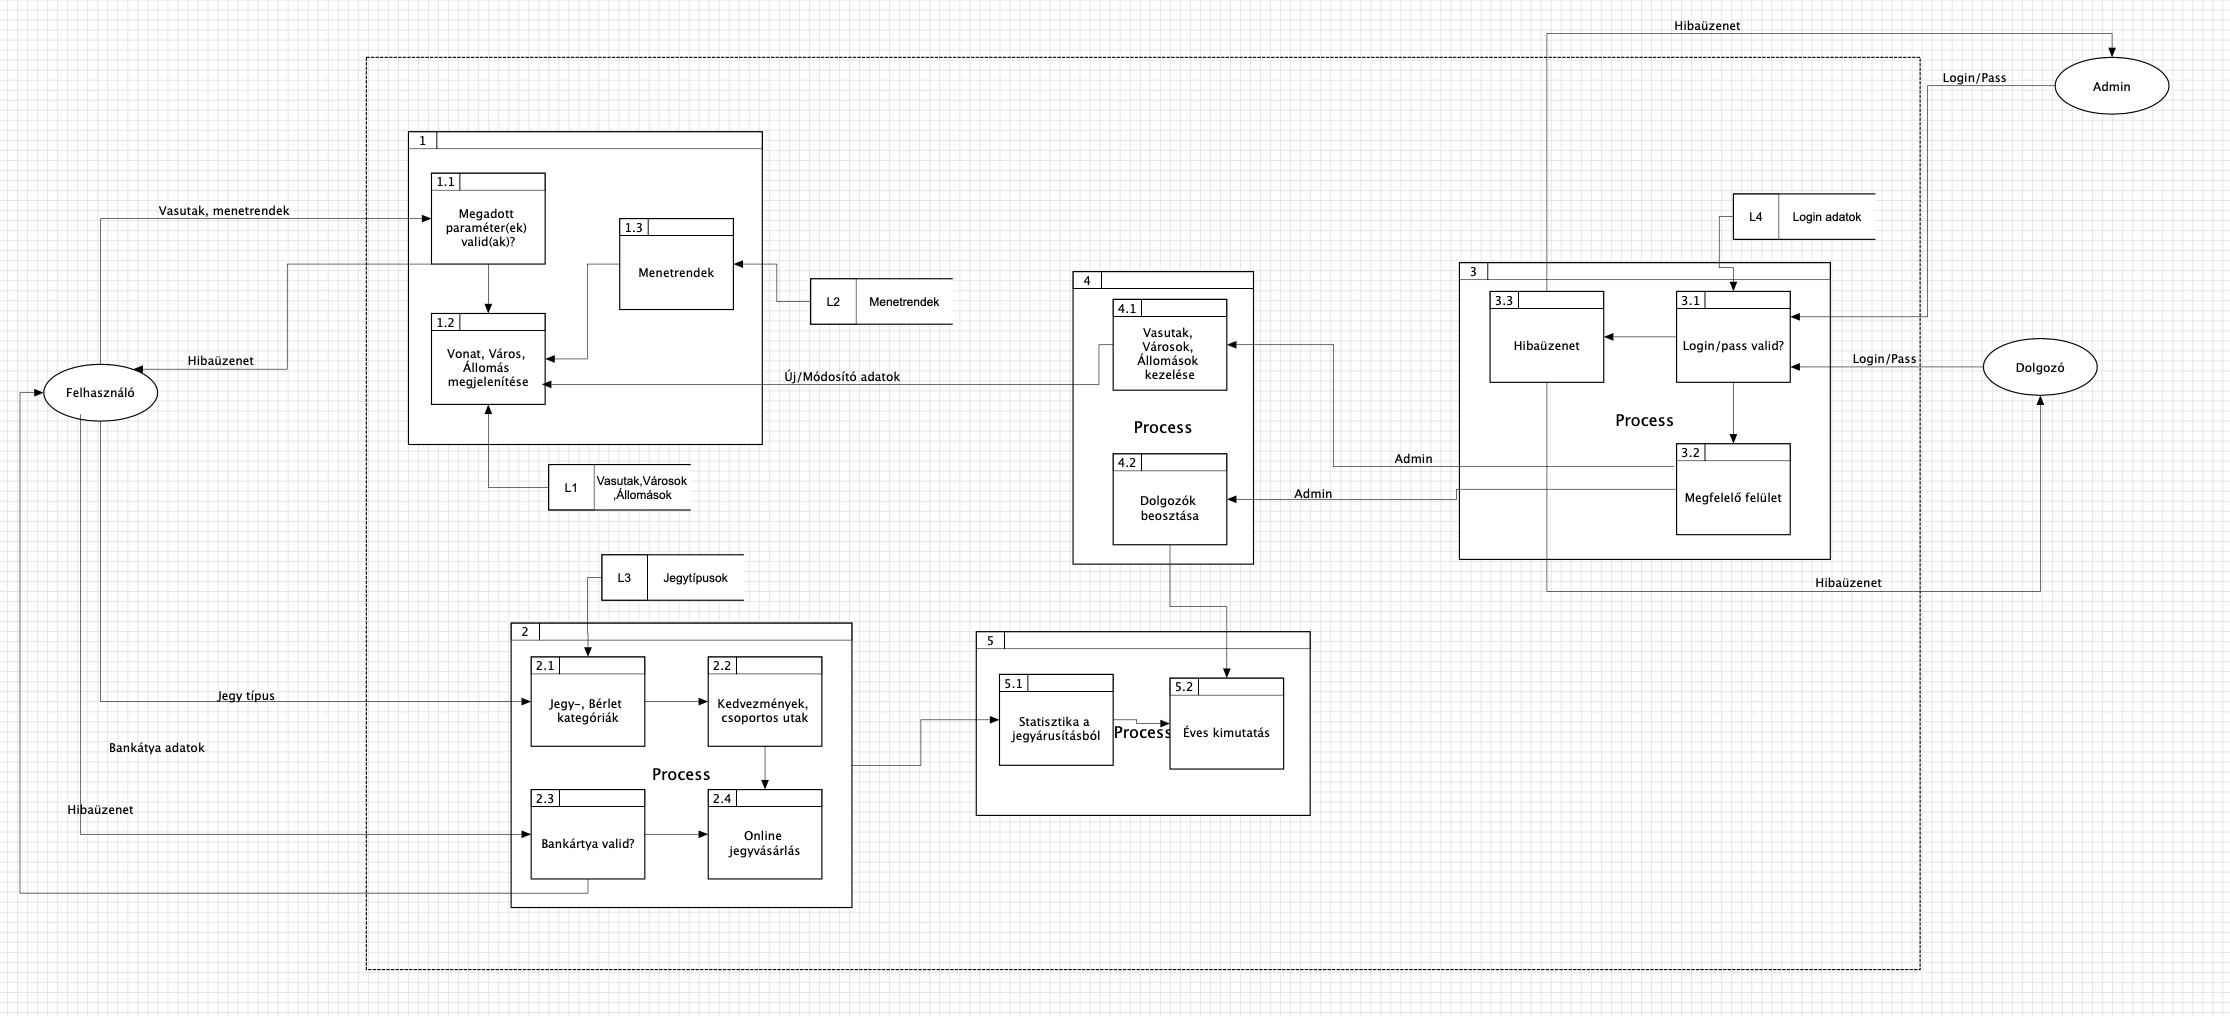 Hibaüzenet
Login/Pass
Admin
1
1.1
Megadott
paraméter(ek)
valid(ak)?
Vasutak, menetrendek
1.3
Menetrendek
L4
Login adatok
L2
Menetrendek
1.2
Vonat, Város,
Állomás
megjelenítése
Hibaüzenet
Felhasználó
Új/Módosító adatok
4
4.1
Vasutak,
Városok,
Állomások
kezelése
Process
4.2
Dolgozók
beosztása
3
3.3
Hibaüzenet
3.1
Login/pass valid?
Process
3.2
Megfelelő felület
Login/Pass
Dolgozó
Admin
Admin
Hibaüzenet
L1
Vasutak,Városok
,Állomások
L3
Jegytípusok
2
2.1
Jegy-, Bérlet
kategóriák
2.2
Kedvezmények,
csoportos utak
Jegy típus
Bankátya adatok
Process
2.3
Bankártya valid?
2.4
Online
jegyvásárlás
Hibaüzenet
5
5.1
Statisztika a
jegyárusításból
Process
5.2
Éves kimutatás